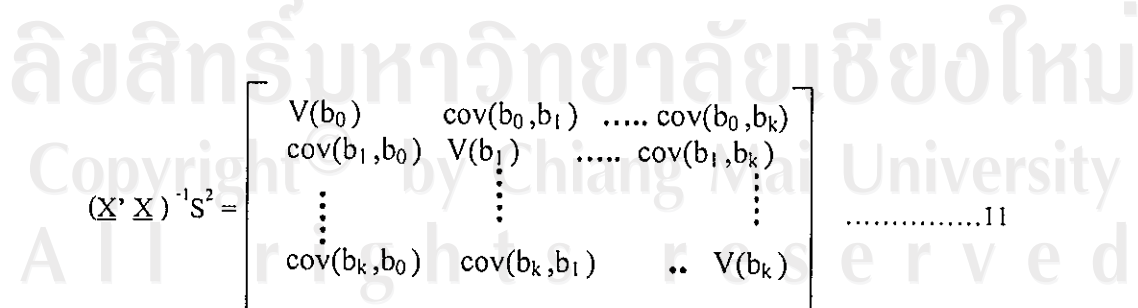 ลิขสิทธิ์มหาวิทยาลัยเชียงใหม่
Copyright © by Chiang Mai University
All rights reserved
V(b₀) cov(b₀,b₁) ..... cov(b₀,bₖ)
cov(b₁,b₀) V(b₁) ..... cov(b₁,bₖ)
(X' X)⁻¹S² =
...............11
cov(bₖ,b₀) cov(bₖ,b₁) .. V(bₖ)